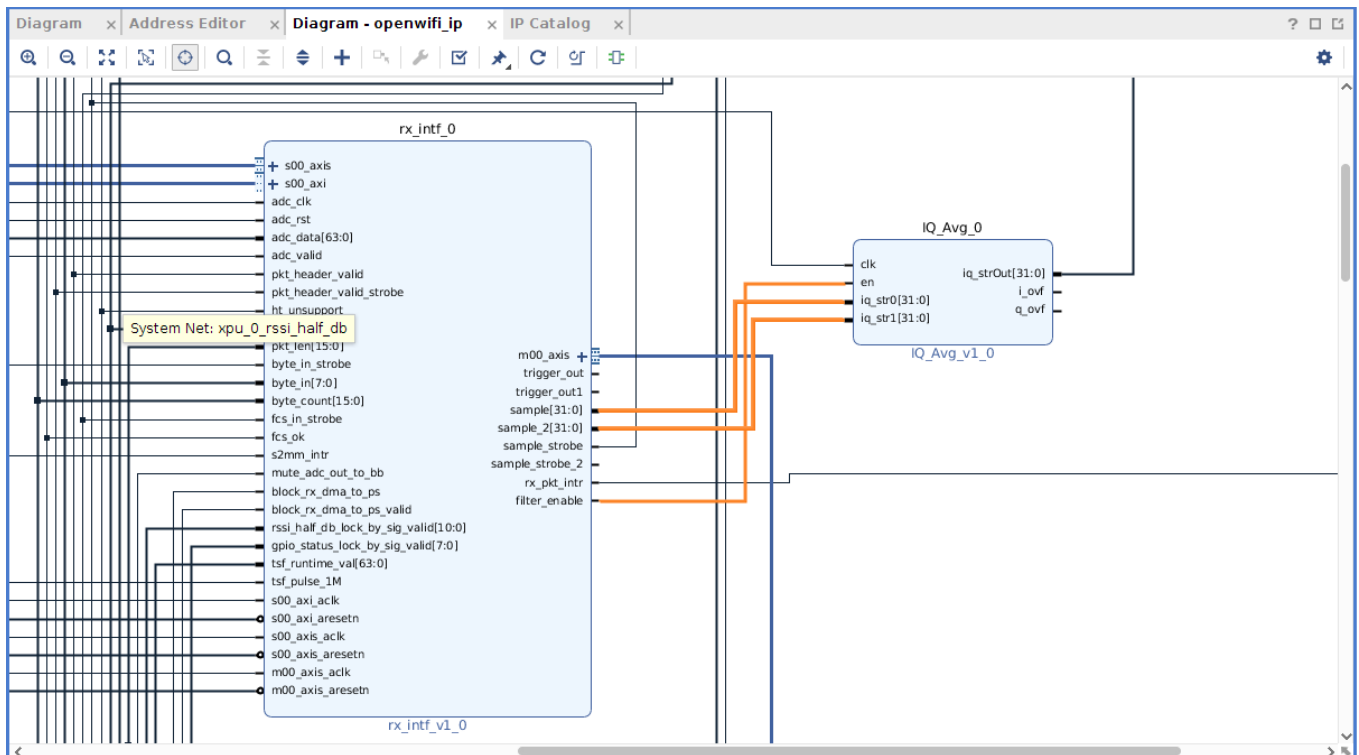 Diagram × Address Editor × Diagram - openwifi_ip × IP Catalog ×
rx_intf_0
s00_axis
s00_axi
adc_clk
adc_rst
adc_data[63:0]
adc_valid
pkt_header_valid
pkt_header_valid_strobe
ht_unsupport
System Net: xpu_0_rssi_half_db
pkt_len[15:0]
byte_in_strobe
byte_in[7:0]
byte_count[15:0]
fcs_in_strobe
fcs_ok
s2mm_intr
mute_adc_out_to_bb
block_rx_dma_to_ps
block_rx_dma_to_ps_valid
rssi_half_db_lock_by_sig_valid[10:0]
gpio_status_lock_by_sig_valid[7:0]
tsf_runtime_val[63:0]
tsf_pulse_1M
s00_axi_aclk
s00_axi_aresetn
s00_axis_aclk
s00_axis_aresetn
m00_axis_aclk
m00_axis_aresetn
m00_axis
trigger_out
trigger_out1
sample[31:0]
sample_2[31:0]
sample_strobe
sample_strobe_2
rx_pkt_intr
filter_enable
rx_intf_v1_0
IQ_Avg_0
clk
en
iq_str0[31:0]
iq_str1[31:0]
iq_strOut[31:0]
i_ovf
q_ovf
IQ_Avg_v1_0